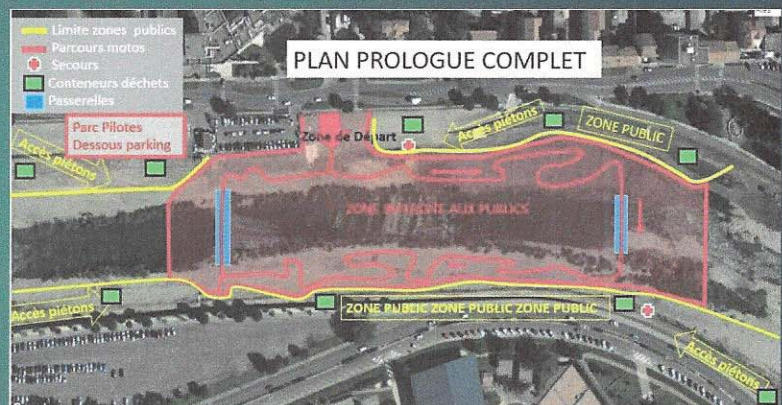 Limite zones publics
Parcours motos
Secours
Conteneurs déchets
Passerelles
PLAN PROLOGUE COMPLET
Parc Pilotes
Dessous parking
Zone de Départ
Accès piétons
ZONE PUBLIC
Accès piétons
ZONE INTERDITE AUX PUBLICS
Accès piétons
ZONE PUBLIC ZONE PUBLIC ZONE PUBLIC
Accès piétons